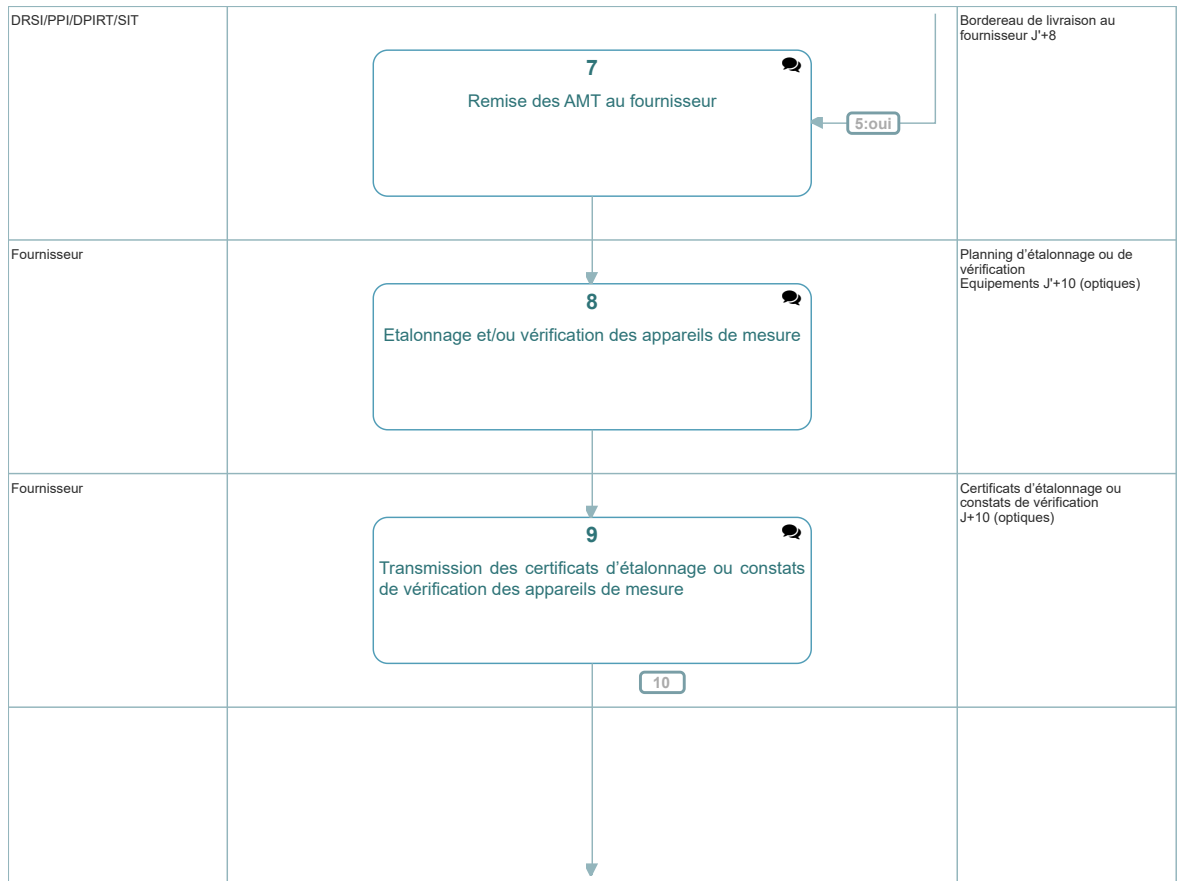 DRSI/PPI/DPIRT/SIT
7
Remise des AMT au fournisseur
5:oui
Bordereau de livraison au
fournisseur J'+8
Fournisseur
8
Etalonnage et/ou vérification des appareils de mesure
Planning d'étalonnage ou de
vérification
Equipements J'+10 (optiques)
Fournisseur
9
Transmission des certificats d'étalonnage ou constats
de vérification des appareils de mesure
10
Certificats d'étalonnage ou
constats de vérification
J+10 (optiques)